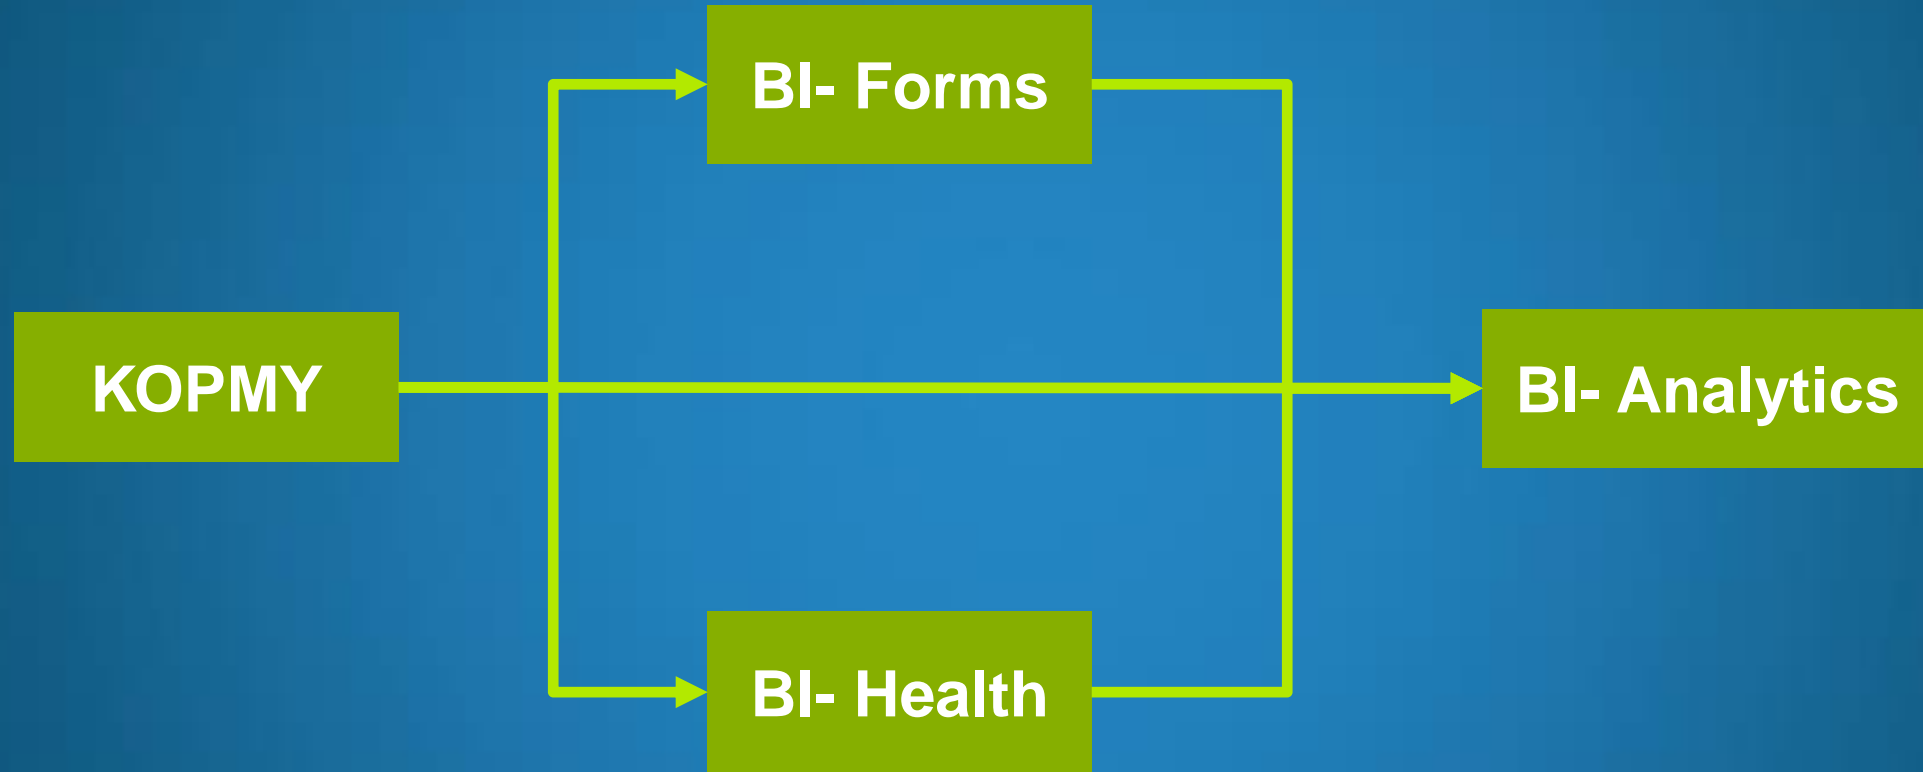 BI- Forms
KOPMY
BI- Analytics
BI- Health